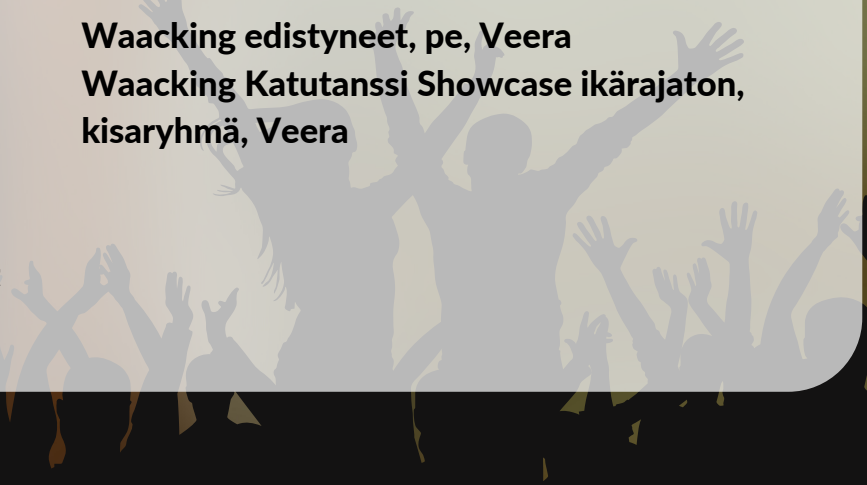 Waacking edistyneet, pe, Veera
Waacking Katutanssi Showcase ikärajaton,
kisaryhmä, Veera